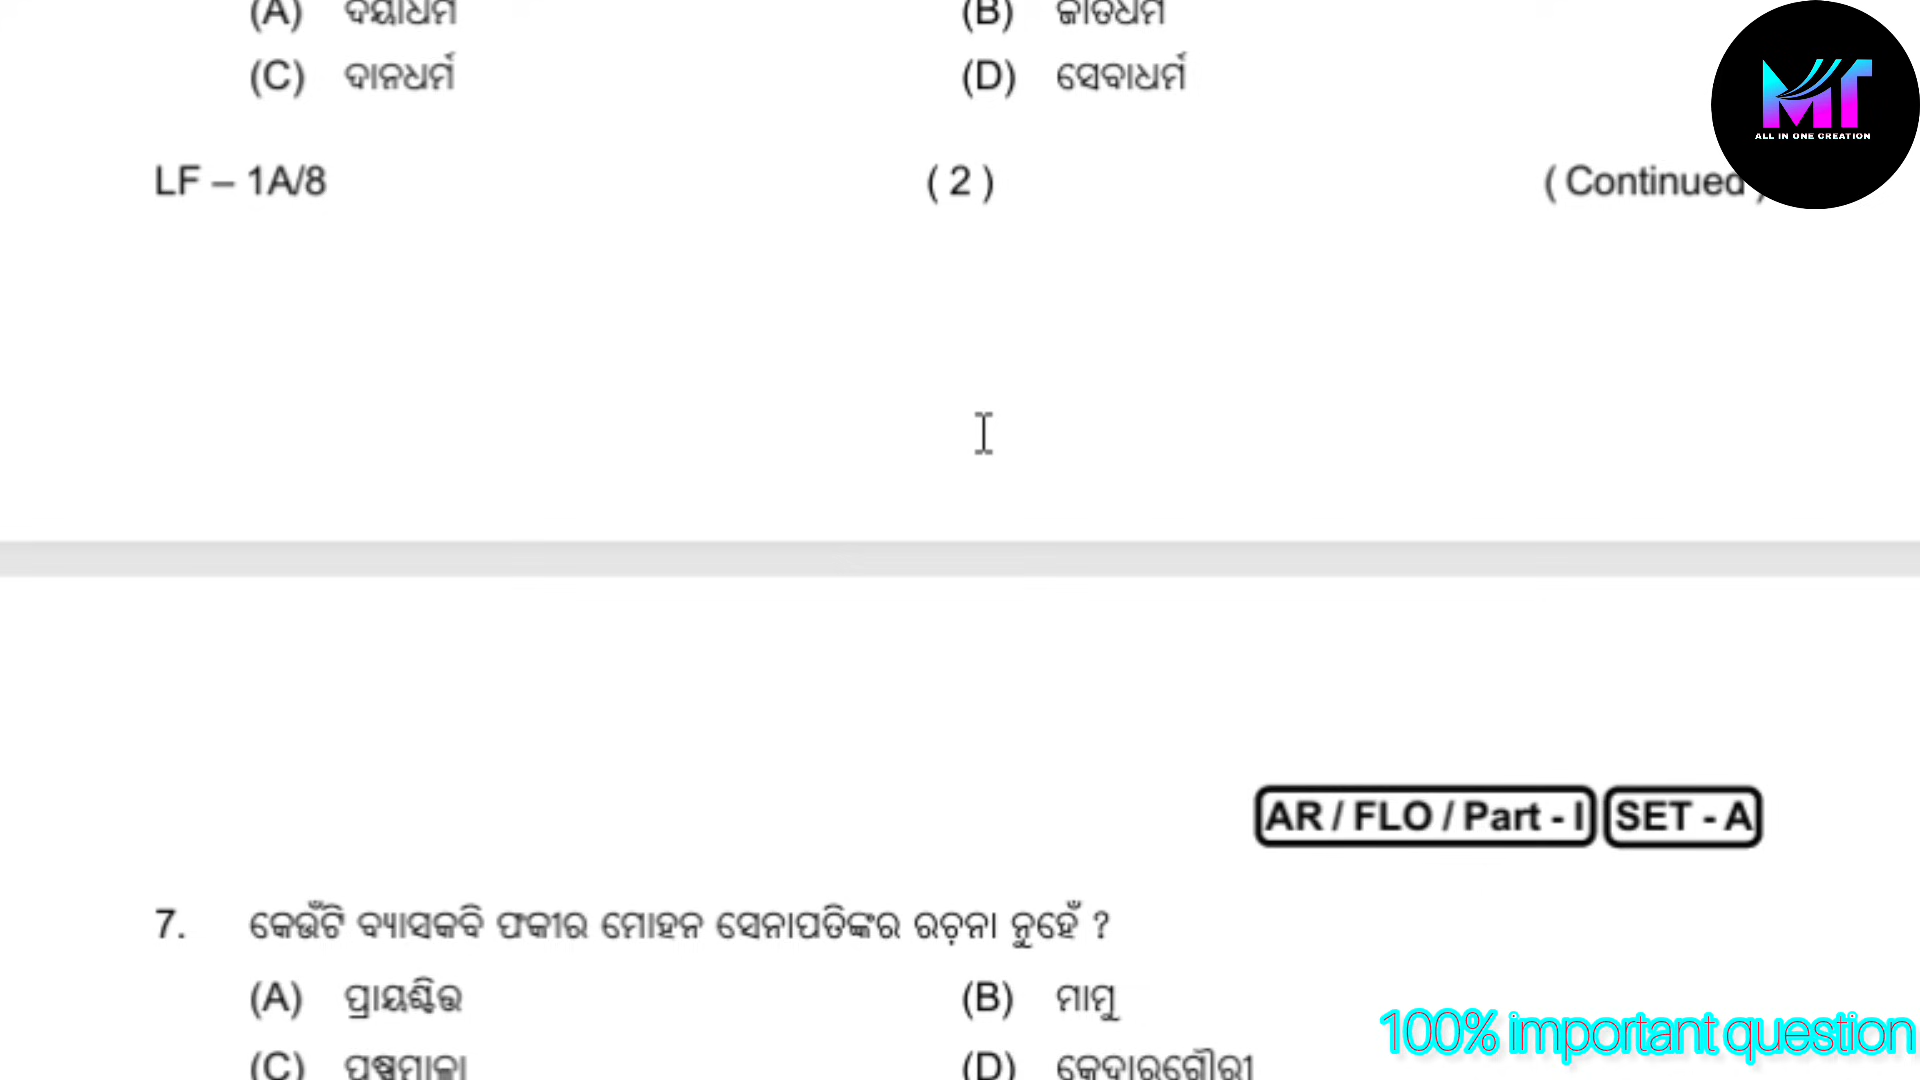 (A) ଦୟାଧର୍ମ (B) ଜାତିଧର୍ମ
(C) ଦାନଧର୍ମ (D) ସେବାଧର୍ମ
MT
ALL IN ONE CREATION
LF – 1A/8 ( 2 ) ( Continued )
AR / FLO / Part - I SET - A
7. କେଉଁଟି ବ୍ୟାସକବି ଫକୀର ମୋହନ ସେନାପତିଙ୍କର ରଚନା ନୁହେଁ ?
(A) ପ୍ରାୟଶ୍ଚିତ୍ତ (B) ମାମୁ
(C) ପୁଷ୍ପମାଳା (D) କେଦାରଗୌରୀ
100% important question